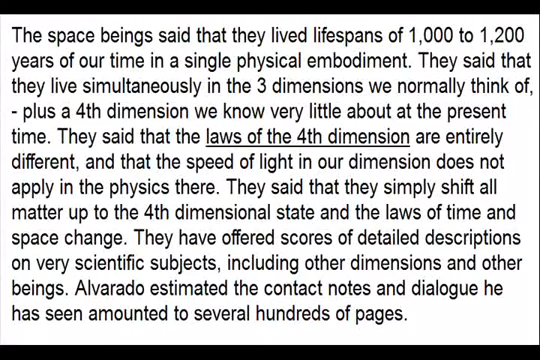 The space beings said that they lived lifespans of 1,000 to 1,200
years of our time in a single physical embodiment. They said that
they live simultaneously in the 3 dimensions we normally think of,
- plus a 4th dimension we know very little about at the present
time. They said that the laws of the 4th dimension are entirely
different, and that the speed of light in our dimension does not
apply in the physics there. They said that they simply shift all
matter up to the 4th dimensional state and the laws of time and
space change. They have offered scores of detailed descriptions
on very scientific subjects, including other dimensions and other
beings. Alvarado estimated the contact notes and dialogue he
has seen amounted to several hundreds of pages.